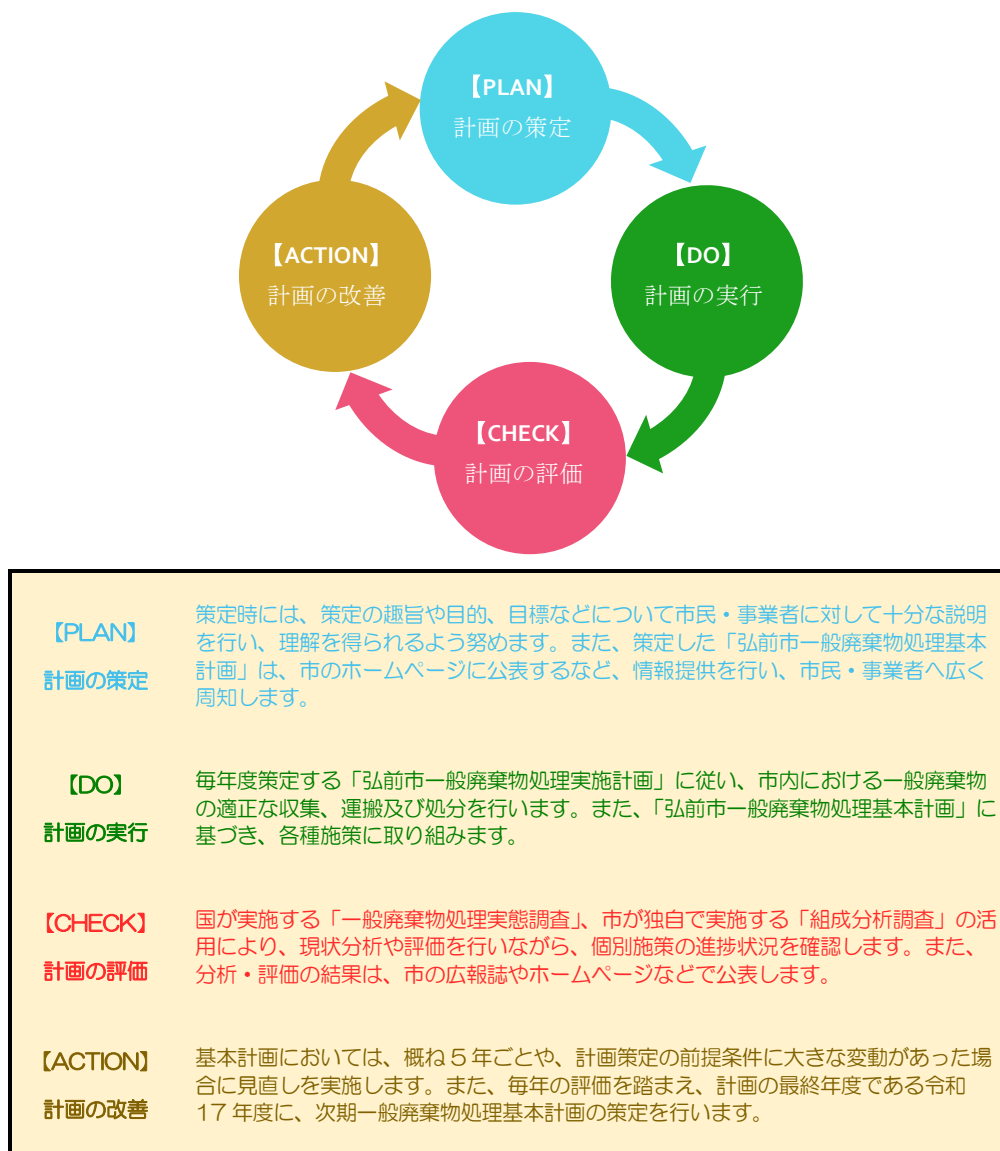 【PLAN】
計画の策定
【DO】
計画の実行
【CHECK】
計画の評価
【ACTION】
計画の改善
【PLAN】
計画の策定
策定時には、策定の趣旨や目的、目標などについて市民・事業者に対して十分な説明
を行い、理解を得られるよう努めます。また、策定した「弘前市一般廃棄物処理基本
計画」は、市のホームページに公表するなど、情報提供を行い、市民・事業者へ広く
周知します。
【DO】
計画の実行
毎年度策定する「弘前市一般廃棄物処理実施計画」に従い、市内における一般廃棄物
の適正な収集、運搬及び処分を行います。また、「弘前市一般廃棄物処理基本計画」に
基づき、各種施策に取り組みます。
【CHECK】
計画の評価
国が実施する「一般廃棄物処理実態調査」、市が独自で実施する「組成分析調査」の活
用により、現状分析や評価を行いながら、個別施策の進捗状況を確認します。また、
分析・評価の結果は、市の広報誌やホームページなどで公表します。
【ACTION】
計画の改善
基本計画においては、概ね5年ごとや、計画策定の前提条件に大きな変動があった場
合に見直しを実施します。また、毎年の評価を踏まえ、計画の最終年度である令和
17年度に、次期一般廃棄物処理基本計画の策定を行います。